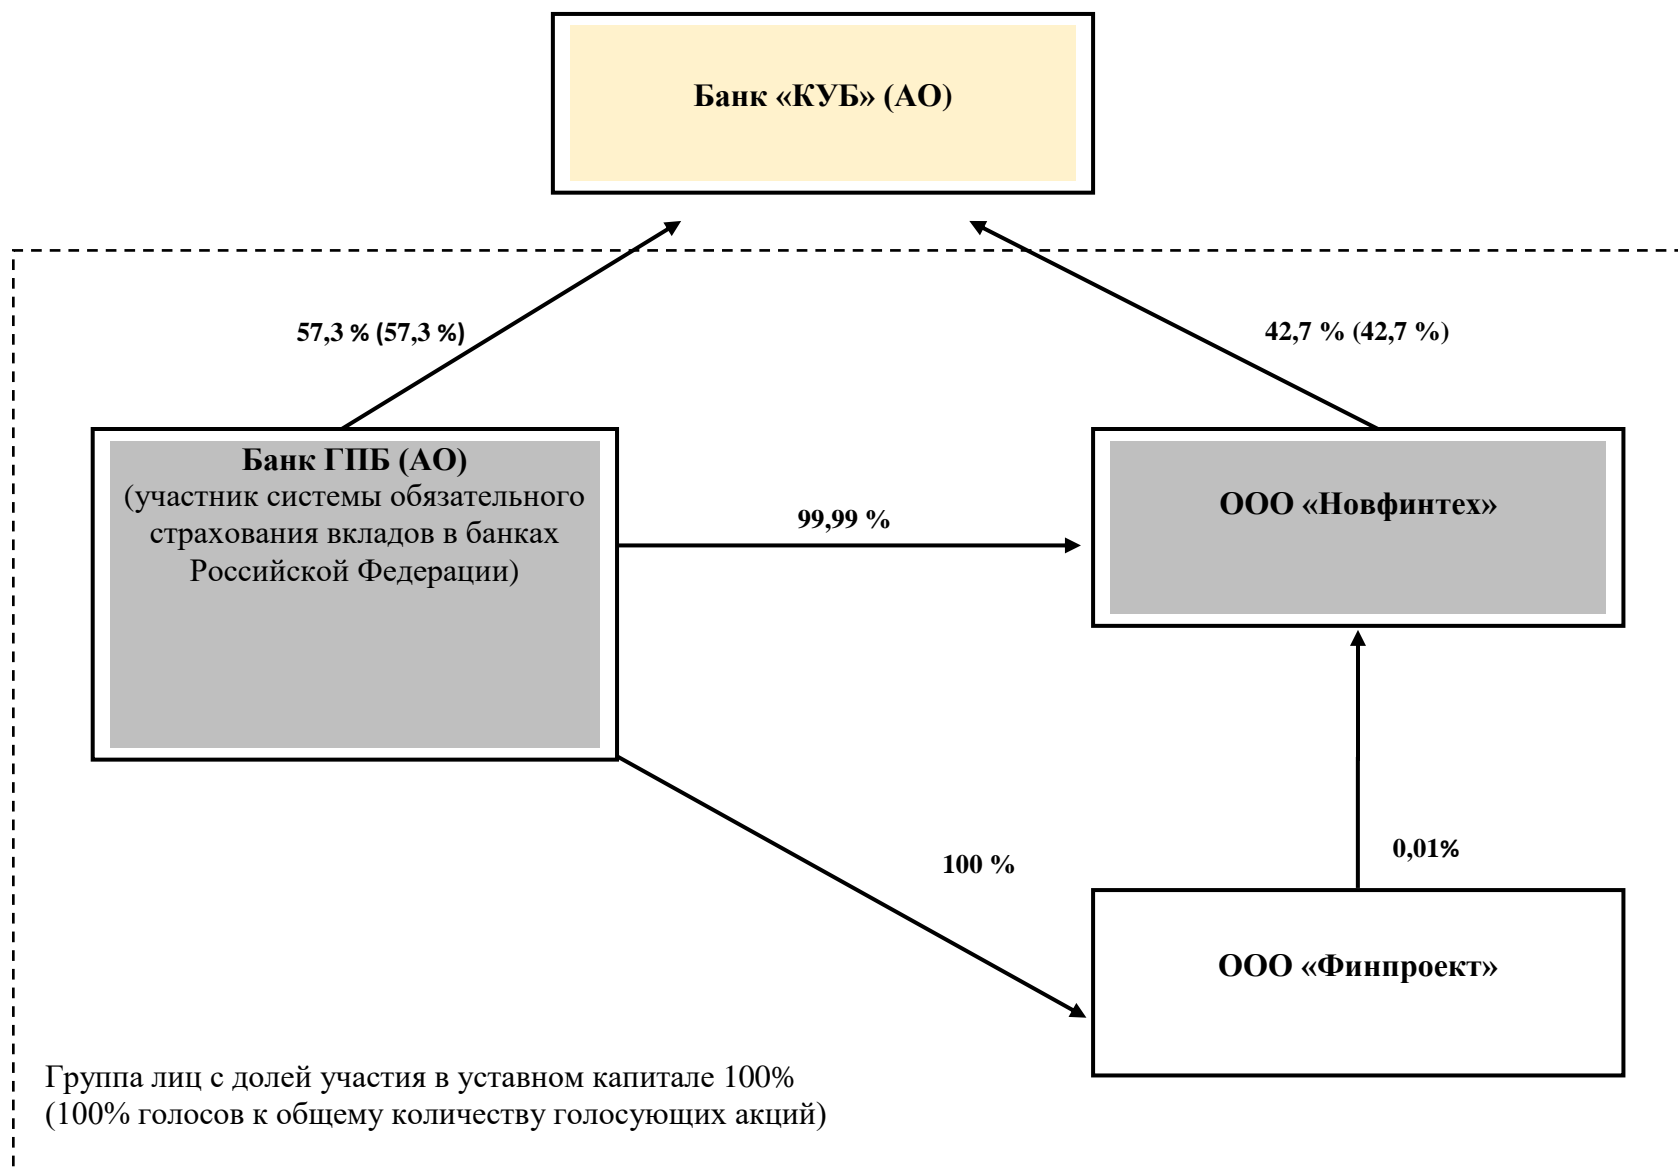 Банк «КУБ» (АО)
57,3 % (57,3 %)
42,7 % (42,7 %)
Банк ГПБ (АО)
(участник системы обязательного
страхования вкладов в банках
Российской Федерации)
99,99 %
ООО «Новфинтех»
100 %
0,01%
ООО «Финпроект»
Группа лиц с долей участия в уставном капитале 100%
(100% голосов к общему количеству голосующих акций)